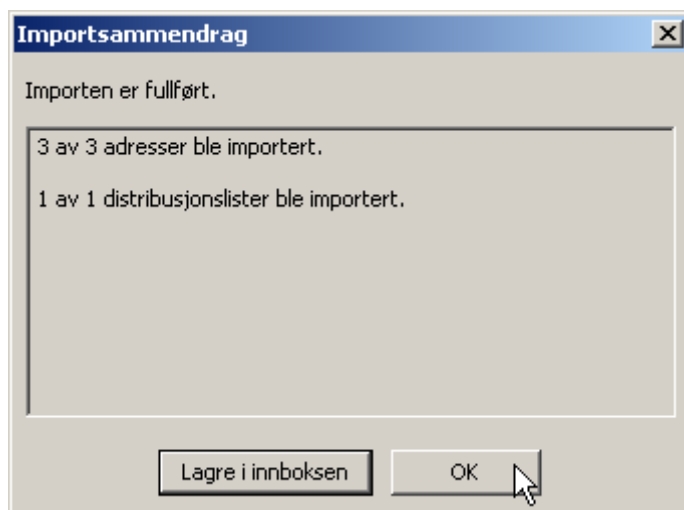 Importsammendrag
Importen er fullført.
3 av 3 adresser ble importert.
1 av 1 distribusjonslister ble importert.
Lagre i innboksen
OK